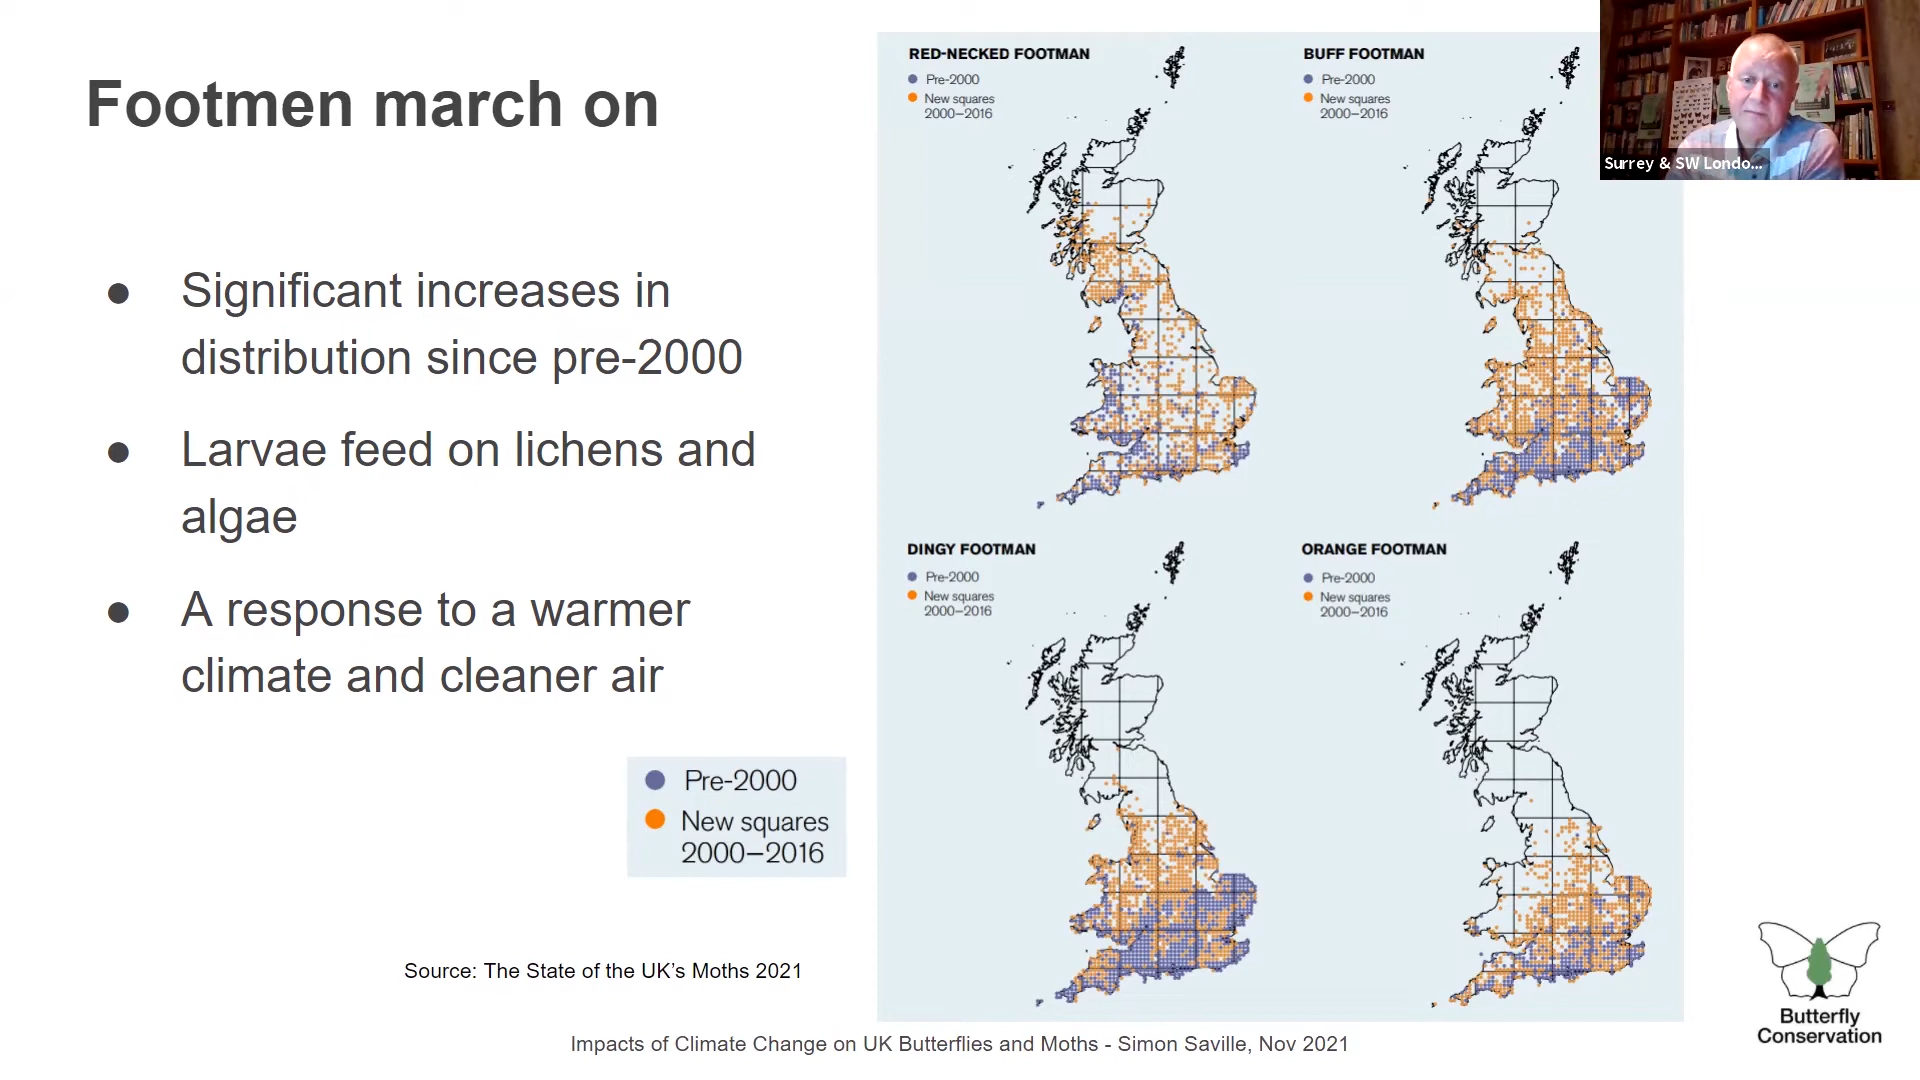 Footmen march on
● Significant increases in
distribution since pre-2000
● Larvae feed on lichens and
algae
● A response to a warmer
climate and cleaner air
Pre-2000
New squares
2000–2016
Source: The State of the UK's Moths 2021
RED-NECKED FOOTMAN
Pre-2000
New squares
2000–2016
BUFF FOOTMAN
Pre-2000
New squares
2000–2016
DINGY FOOTMAN
Pre-2000
New squares
2000–2016
ORANGE FOOTMAN
Pre-2000
New squares
2000–2016
Surrey & SW Londo...
Butterfly
Conservation
Impacts of Climate Change on UK Butterflies and Moths - Simon Saville, Nov 2021